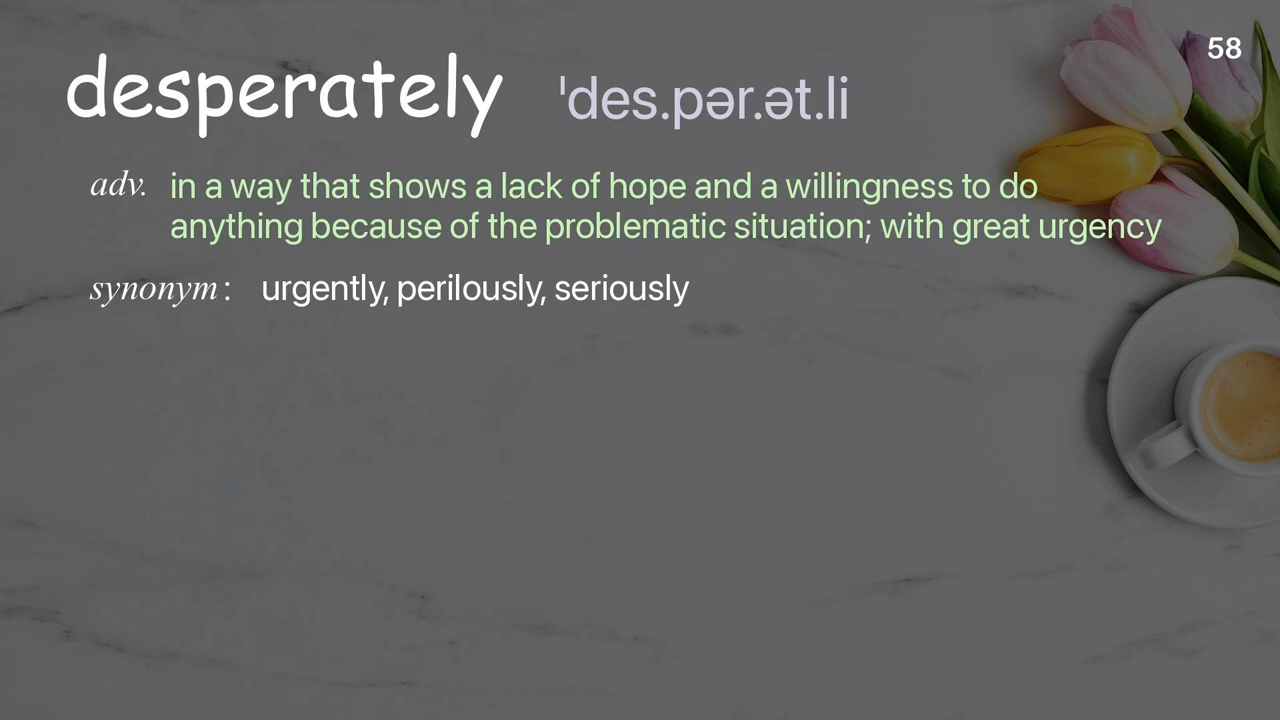 58
desperately ˈdes.pər.ət.li
adv. in a way that shows a lack of hope and a willingness to do
anything because of the problematic situation; with great urgency
synonym : urgently, perilously, seriously